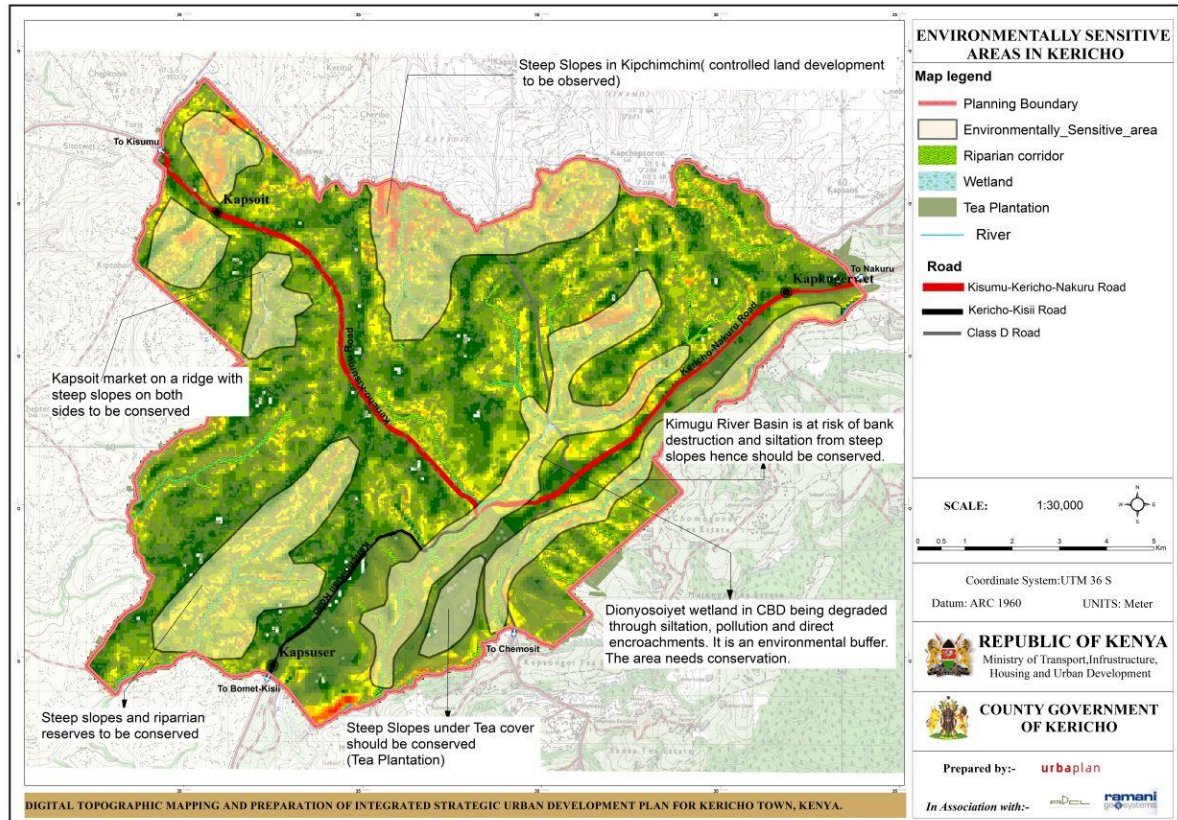 ENVIRONMENTALLY SENSITIVE
AREAS IN KERICHO
Map legend
Planning Boundary
Environmentally_Sensitive_area
Riparian corridor
Wetland
Tea Plantation
River
Road
Kisumu-Kericho-Nakuru Road
Kericho-Kisii Road
Class D Road
SCALE: 1:30,000
N
W E
S
0 0.5 1 2 3 4 5
Km
Coordinate System:UTM 36 S
Datum: ARC 1960 UNITS: Meter
REPUBLIC OF KENYA
Ministry of Transport,Infrustructure,
Housing and Urban Development
COUNTY GOVERNMENT
OF KERICHO
Prepared by:- urbaplan
In Association with:- ramani
geosystems
Steep Slopes in Kipchimchim( controlled land development
to be observed)
To Kisumu
Kapsoit
Kapcheptoror
To Nakuru
Kapkugerwet
Kericho-Kisumu Road
Kericho-Nakuru Road
Kapsoit market on a ridge with
steep slopes on both
sides to be conserved
Kimugu River Basin is at risk of bank
destruction and siltation from steep
slopes hence should be conserved.
Dionyosoiyet wetland in CBD being degraded
through siltation, pollution and direct
encroachments. It is an environmental buffer.
The area needs conservation.
Kapsuser
To Bomet-Kisii
To Chemosit
Steep slopes and riparrian
reserves to be conserved
Steep Slopes under Tea cover
should be conserved
(Tea Plantation)
DIGITAL TOPOGRAPHIC MAPPING AND PREPARATION OF INTEGRATED STRATEGIC URBAN DEVELOPMENT PLAN FOR KERICHO TOWN, KENYA.